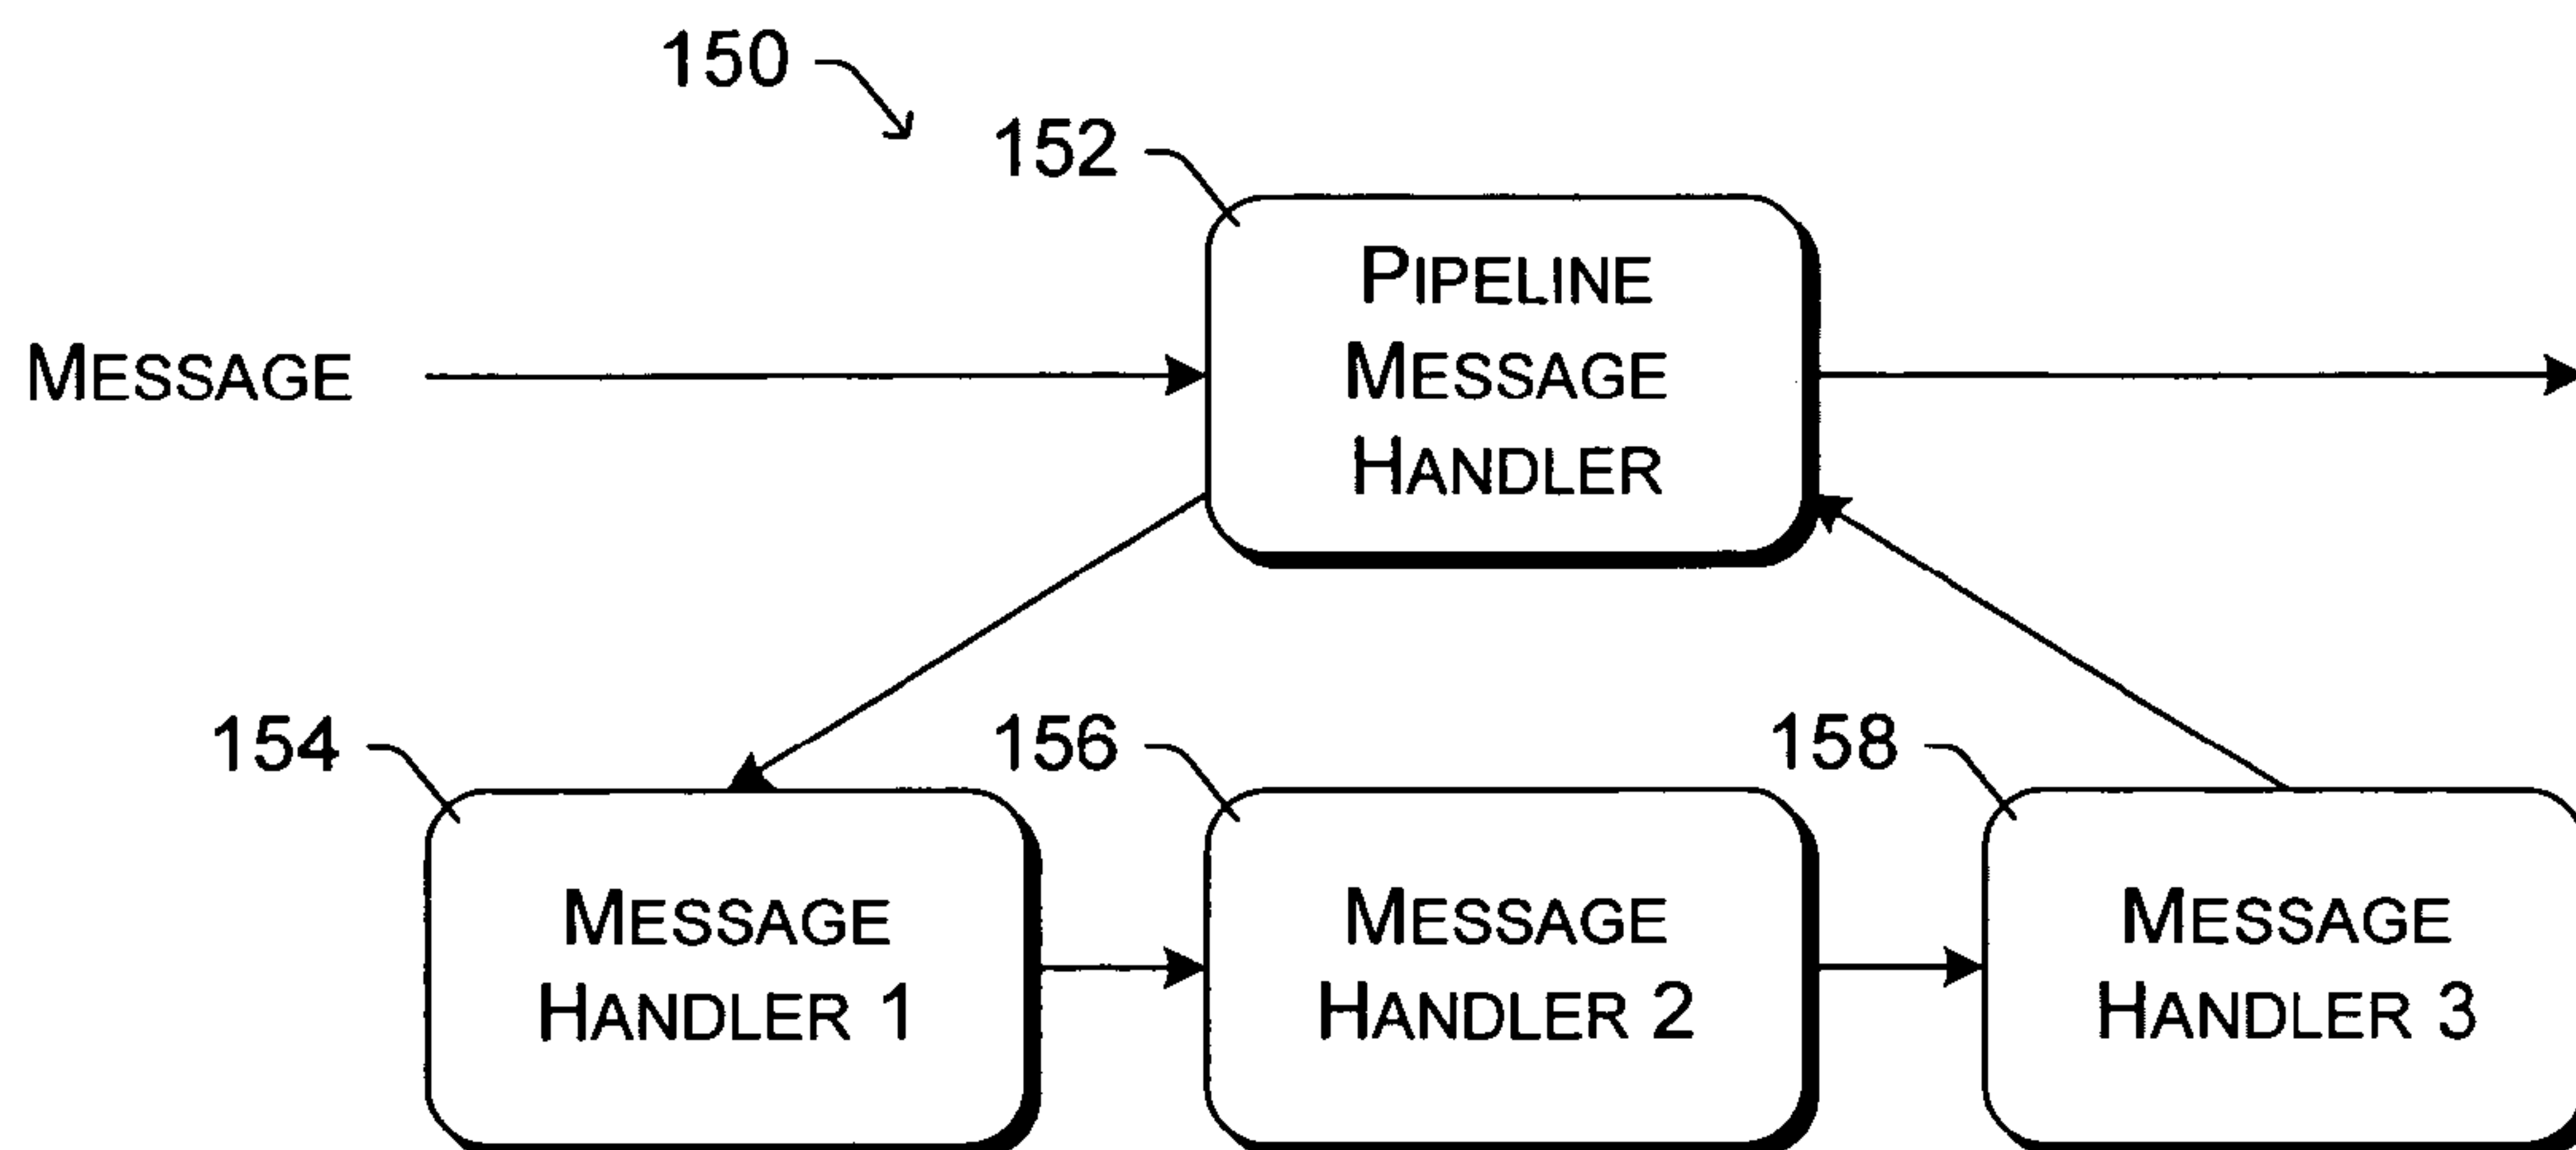 150
152
PIPELINE
MESSAGE
HANDLER
MESSAGE
154
156
158
MESSAGE
HANDLER 1
MESSAGE
HANDLER 2
MESSAGE
HANDLER 3